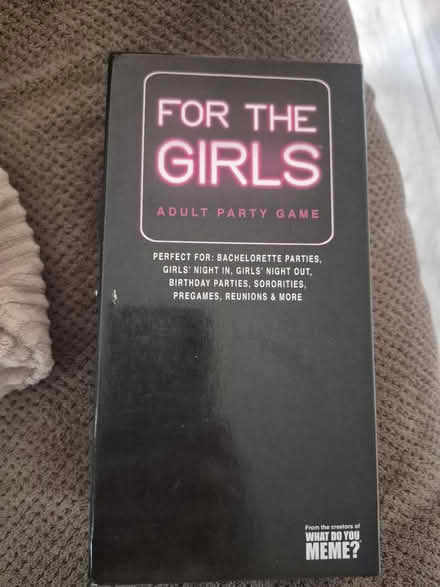 FOR THE
GIRLS
ADULT PARTY GAME
PERFECT FOR: BACHELORETTE PARTIES,
GIRLS' NIGHT IN, GIRLS' NIGHT OUT,
BIRTHDAY PARTIES, SORORITIES,
PREGAMES, REUNIONS & MORE
From the creators of
WHAT DO YOU
MEME?